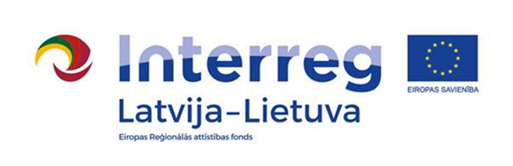 Interreg
EIROPAS SAVIENĪBA
Latvija-Lietuva
Eiropas Reģionālās attīstības fonds